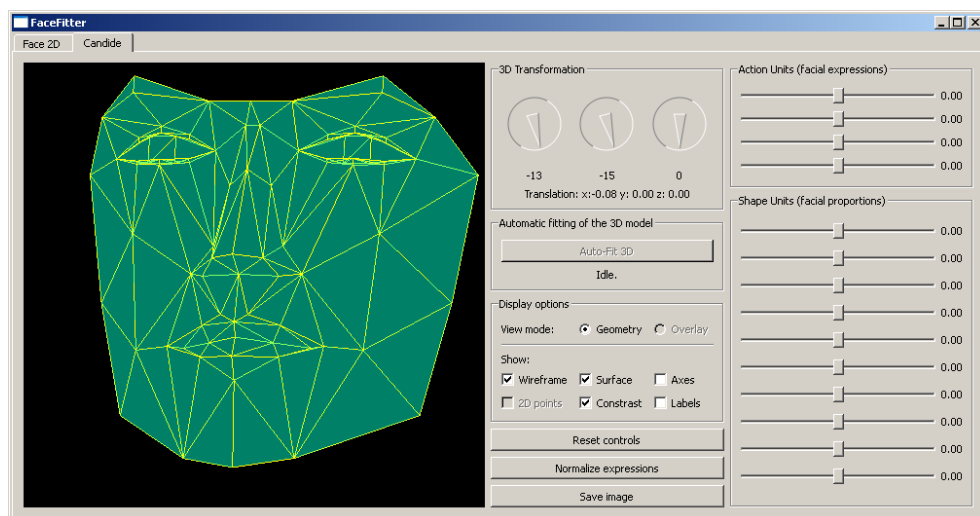 FaceFitter
Face 2D Candide
3D Transformation
-13 -15 0
Translation: x:-0.08 y: 0.00 z: 0.00
Automatic fitting of the 3D model
Auto-Fit 3D
Idle.
Display options
View mode: Geometry Overlay
Show:
Wireframe Surface Axes
2D points Constrast Labels
Reset controls
Normalize expressions
Save image
Action Units (facial expressions)
0.00
0.00
0.00
0.00
Shape Units (facial proportions)
0.00
0.00
0.00
0.00
0.00
0.00
0.00
0.00
0.00
0.00